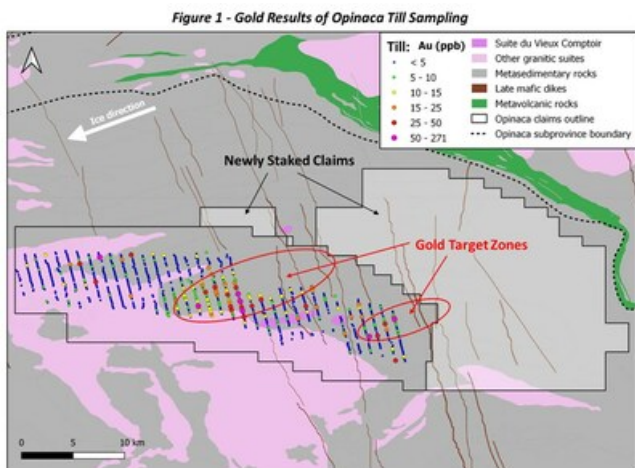 Figure 1 - Gold Results of Opinaca Till Sampling
Till: Au (ppb)
< 5
5 - 10
10 - 15
15 - 25
25 - 50
50 - 271
Suite du Vieux Comptoir
Other granitic suites
Metasedimentary rocks
Late mafic dikes
Metavolcanic rocks
Opinaca claims outline
Opinaca subprovince boundary
Ice direction
Newly Staked Claims
Gold Target Zones
0 5 10 km